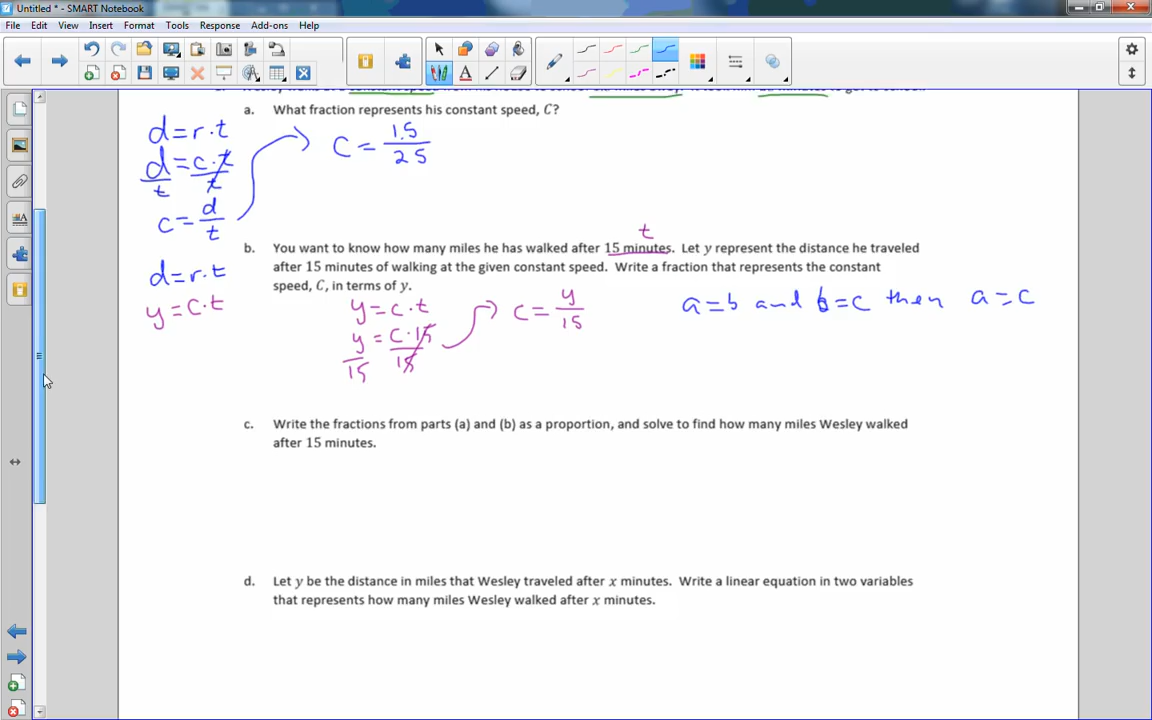 Untitled * - SMART Notebook
File Edit View Insert Format Tools Response Add-ons Help
a. What fraction represents his constant speed, C?
d=r·t
d=c·t
t t
c=d/t
C=1.5/25
t
b. You want to know how many miles he has walked after 15 minutes. Let y represent the distance he traveled
after 15 minutes of walking at the given constant speed. Write a fraction that represents the constant
speed, C, in terms of y.
d=r·t
y=c·t
y=c·t
y=c·15
15 15
c=y/15
a=b and b=c then a=c
c. Write the fractions from parts (a) and (b) as a proportion, and solve to find how many miles Wesley walked
after 15 minutes.
d. Let y be the distance in miles that Wesley traveled after x minutes. Write a linear equation in two variables
that represents how many miles Wesley walked after x minutes.